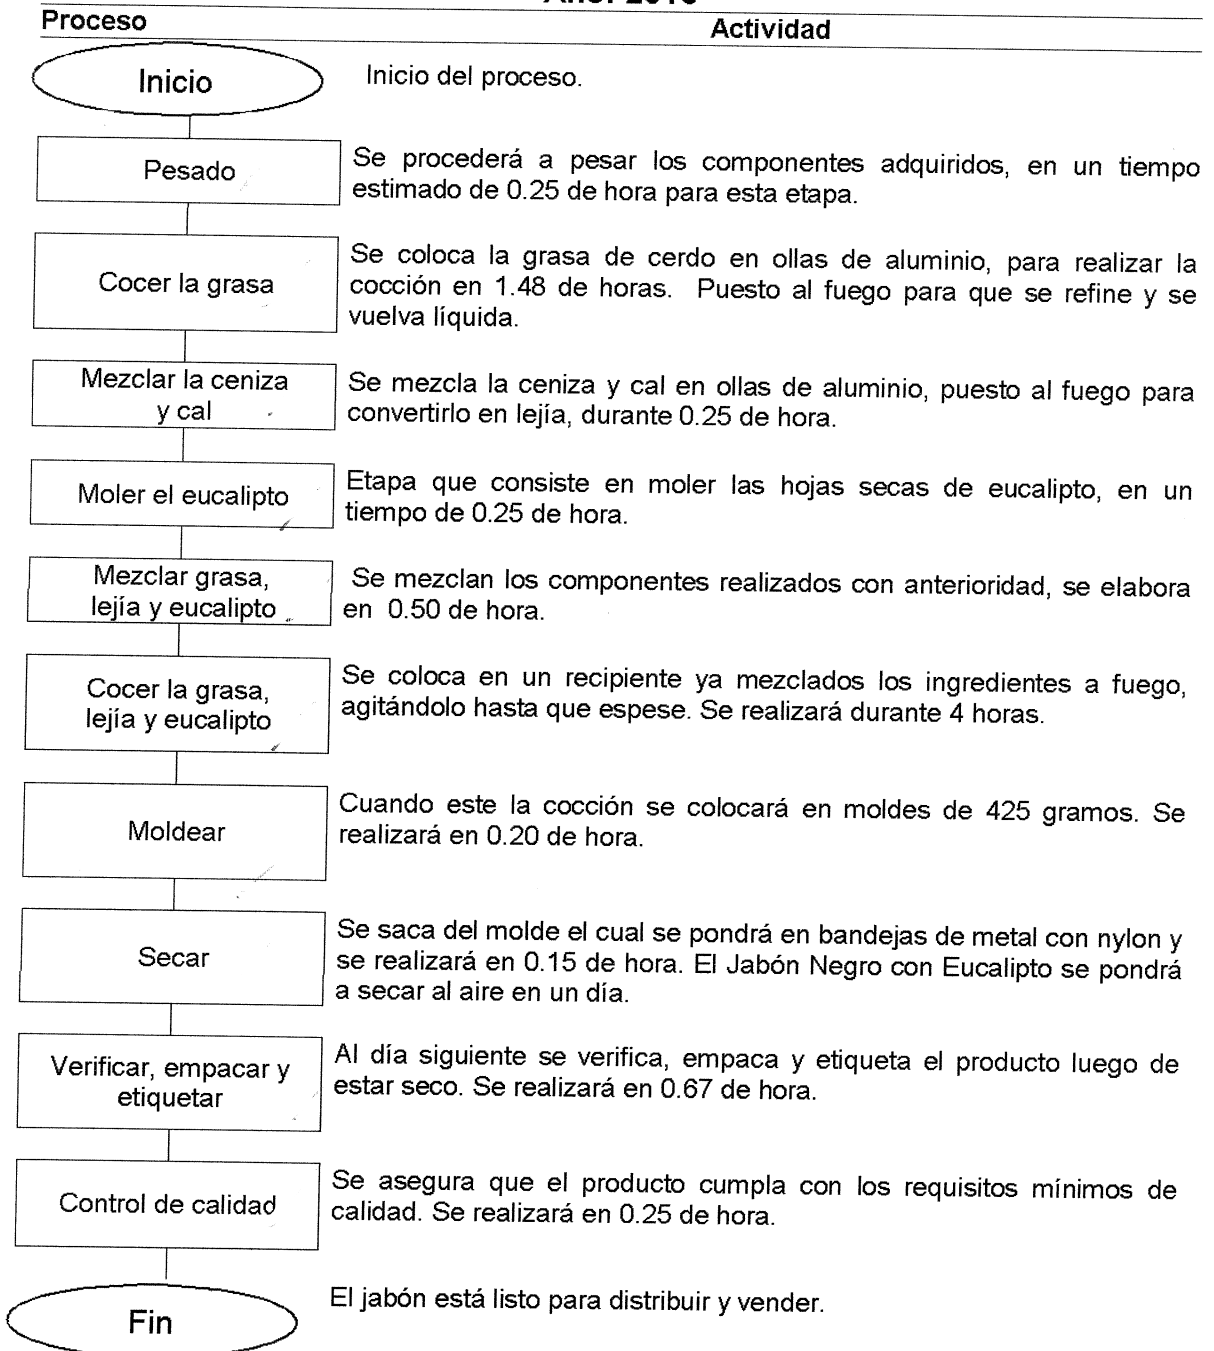 Proceso
Actividad
Inicio
Inicio del proceso.
Pesado
Se procederá a pesar los componentes adquiridos, en un tiempo
estimado de 0.25 de hora para esta etapa.
Cocer la grasa
Se coloca la grasa de cerdo en ollas de aluminio, para realizar la
cocción en 1.48 de horas. Puesto al fuego para que se refine y se
vuelva líquida.
Mezclar la ceniza
y cal
Se mezcla la ceniza y cal en ollas de aluminio, puesto al fuego para
convertirlo en lejía, durante 0.25 de hora.
Moler el eucalipto
Etapa que consiste en moler las hojas secas de eucalipto, en un
tiempo de 0.25 de hora.
Mezclar grasa,
lejía y eucalipto
Se mezclan los componentes realizados con anterioridad, se elabora
en 0.50 de hora.
Cocer la grasa,
lejía y eucalipto
Se coloca en un recipiente ya mezclados los ingredientes a fuego,
agitándolo hasta que espese. Se realizará durante 4 horas.
Moldear
Cuando este la cocción se colocará en moldes de 425 gramos. Se
realizará en 0.20 de hora.
Secar
Se saca del molde el cual se pondrá en bandejas de metal con nylon y
se realizará en 0.15 de hora. El Jabón Negro con Eucalipto se pondrá
a secar al aire en un día.
Verificar, empacar y
etiquetar
Al día siguiente se verifica, empaca y etiqueta el producto luego de
estar seco. Se realizará en 0.67 de hora.
Control de calidad
Se asegura que el producto cumpla con los requisitos mínimos de
calidad. Se realizará en 0.25 de hora.
Fin
El jabón está listo para distribuir y vender.